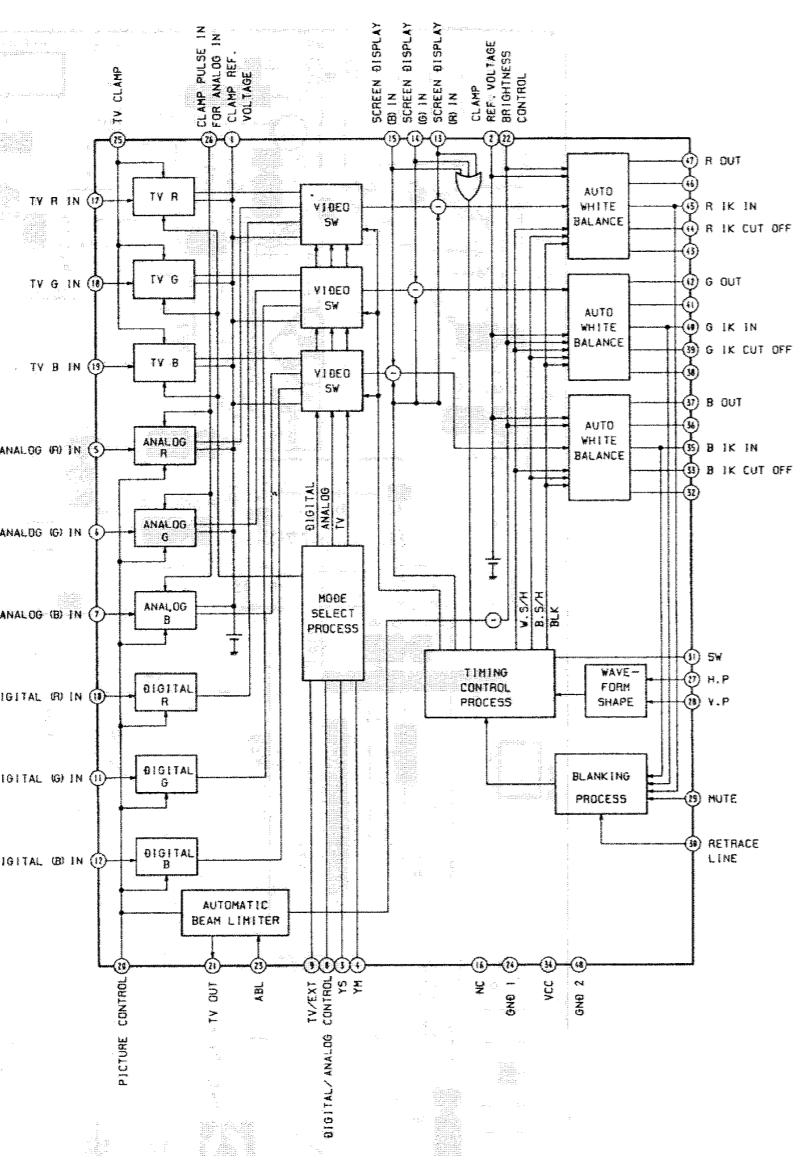 TV CLAMP
CLAMP PULSE IN
FOR ANALOG IN
CLAMP REF.
VOLTAGE
SCREEN DISPLAY
(B) IN
SCREEN DISPLAY
(G) IN
SCREEN DISPLAY
(R) IN
CLAMP
REF. VOLTAGE
BRIGHTNESS
CONTROL
25
26
1
15
14
13
2
22
TV R IN
17
TV R
VIDEO
SW
AUTO
WHITE
BALANCE
47
R OUT
46
45
R IK IN
44
R IK CUT OFF
43
TV G IN
18
TV G
VIDEO
SW
AUTO
WHITE
BALANCE
42
G OUT
41
40
G IK IN
39
G IK CUT OFF
38
TV B IN
19
TV B
VIDEO
SW
AUTO
WHITE
BALANCE
37
B OUT
36
35
B IK IN
33
B IK CUT OFF
32
ANALOG (R) IN
5
ANALOG
R
ANALOG (G) IN
6
ANALOG
G
DIGITAL
ANALOG
TV
ANALOG (B) IN
7
ANALOG
B
MODE
SELECT
PROCESS
W.S/H
B.S/H
BLK
IGITAL (R) IN
10
DIGITAL
R
TIMING
CONTROL
PROCESS
WAVE-
FORM
SHAPE
31
SW
27
H.P
28
V.P
IGITAL (G) IN
11
DIGITAL
G
BLANKING
PROCESS
29
MUTE
30
RETRACE
LINE
IGITAL (B) IN
12
DIGITAL
B
AUTOMATIC
BEAM LIMITER
20
21
23
9
8
3
4
16
24
34
48
PICTURE CONTROL
TV OUT
ABL
TV/EXT
DIGITAL/ANALOG CONTROL
YS
YM
NC
GND 1
VCC
GND 2